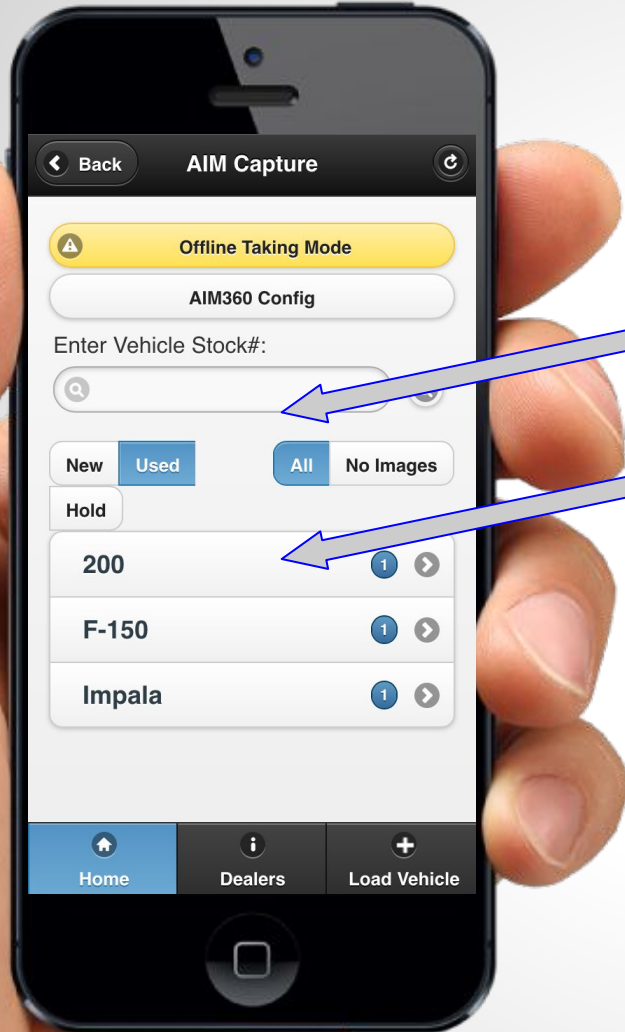 Back AIM Capture
Offline Taking Mode
AIM360 Config
Enter Vehicle Stock#:
New Used All No Images
Hold
200 1
F-150 1
Impala 1
Home Dealers Load Vehicle